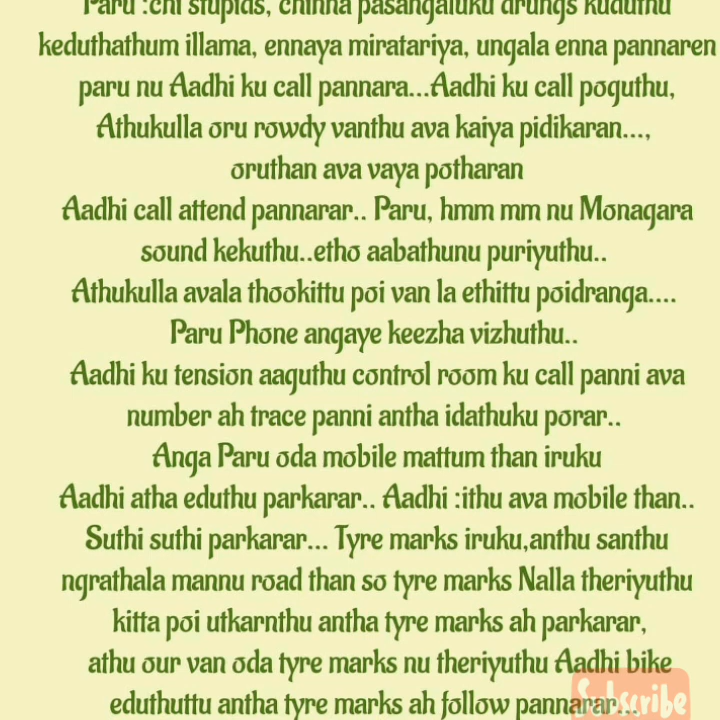 Paru :chi stupids, chinna pasangaluku drungs kuduthu
keduthathum illama, ennaya miratariya, ungala enna pannaren
paru nu Aadhi ku call pannara...Aadhi ku call poguthu,
Athukulla oru rowdy vanthu ava kaiya pidikaran...,
oruthan ava vaya potharan
Aadhi call attend pannarar.. Paru, hmm mm nu Monagara
sound kekuthu..etho aabathunu puriyuthu..
Athukulla avala thookittu poi van la ethittu poidranga....
Paru Phone angaye keezha vizhuthu..
Aadhi ku tension aaguthu control room ku call panni ava
number ah trace panni antha idathuku porar..
Anga Paru oda mobile mattum than iruku
Aadhi atha eduthu parkarar.. Aadhi :ithu ava mobile than..
Suthi suthi parkarar... Tyre marks iruku,anthu santhu
ngrathala mannu road than so tyre marks Nalla theriyuthu
kitta poi utkarnthu antha tyre marks ah parkarar,
athu our van oda tyre marks nu theriyuthu Aadhi bike
eduthuttu antha tyre marks ah follow pannarar...
Subscribe